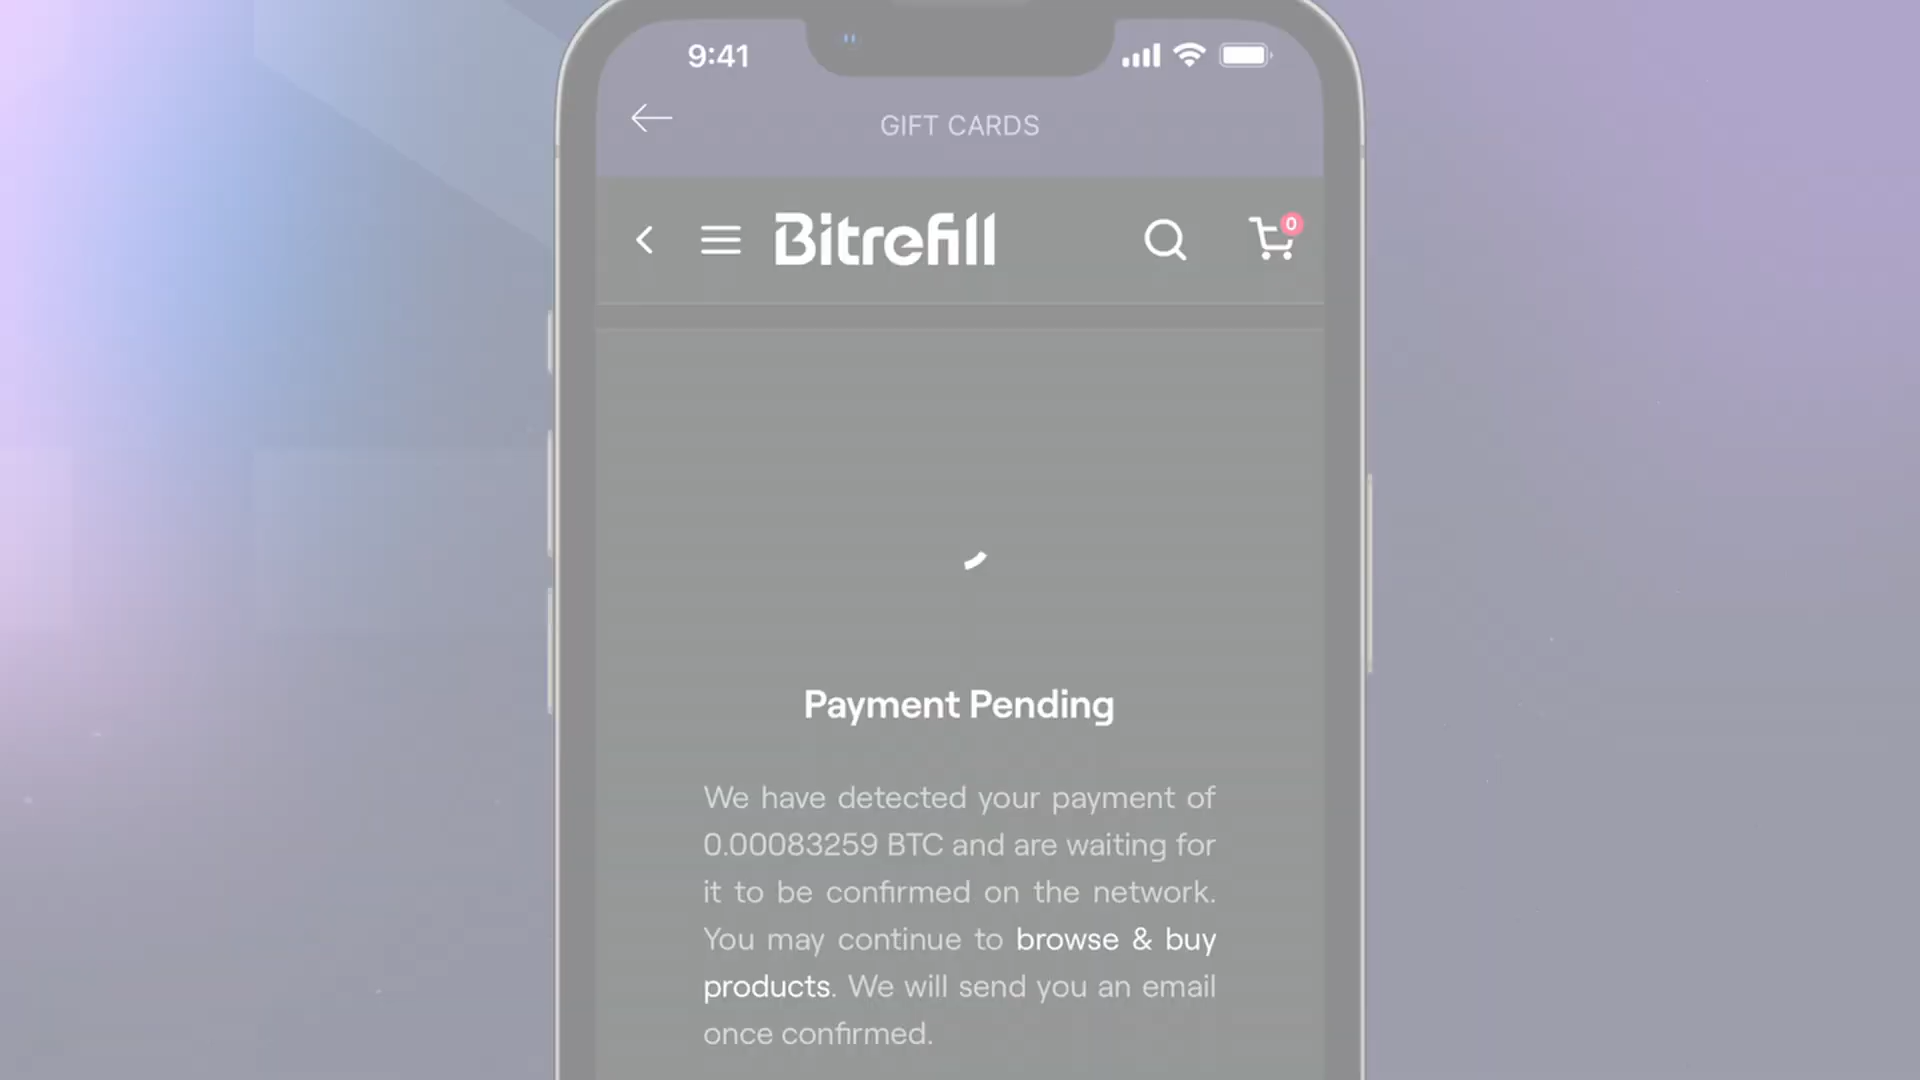 9:41
GIFT CARDS
Bitrefill
0
Payment Pending
We have detected your payment of
0.00083259 BTC and are waiting for
it to be confirmed on the network.
You may continue to browse & buy
products. We will send you an email
once confirmed.